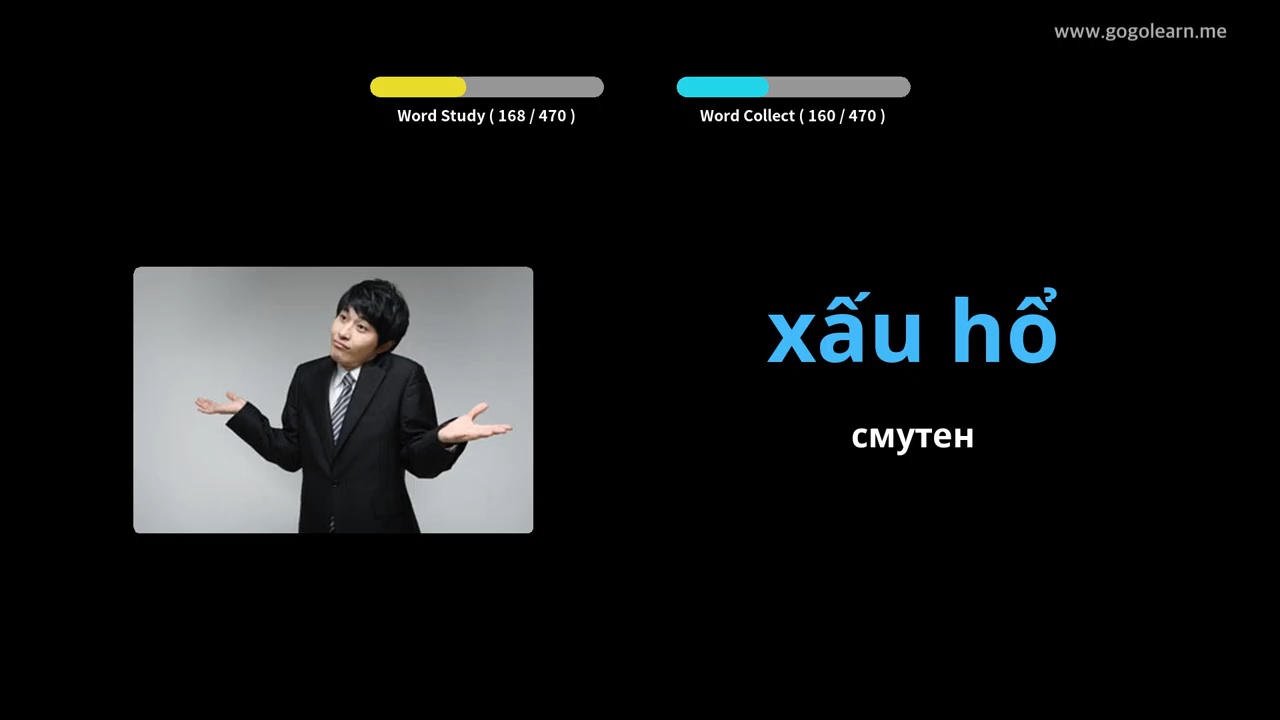 www.gogolearn.me
Word Study ( 168 / 470 )
Word Collect ( 160 / 470 )
xấu hổ
смутен